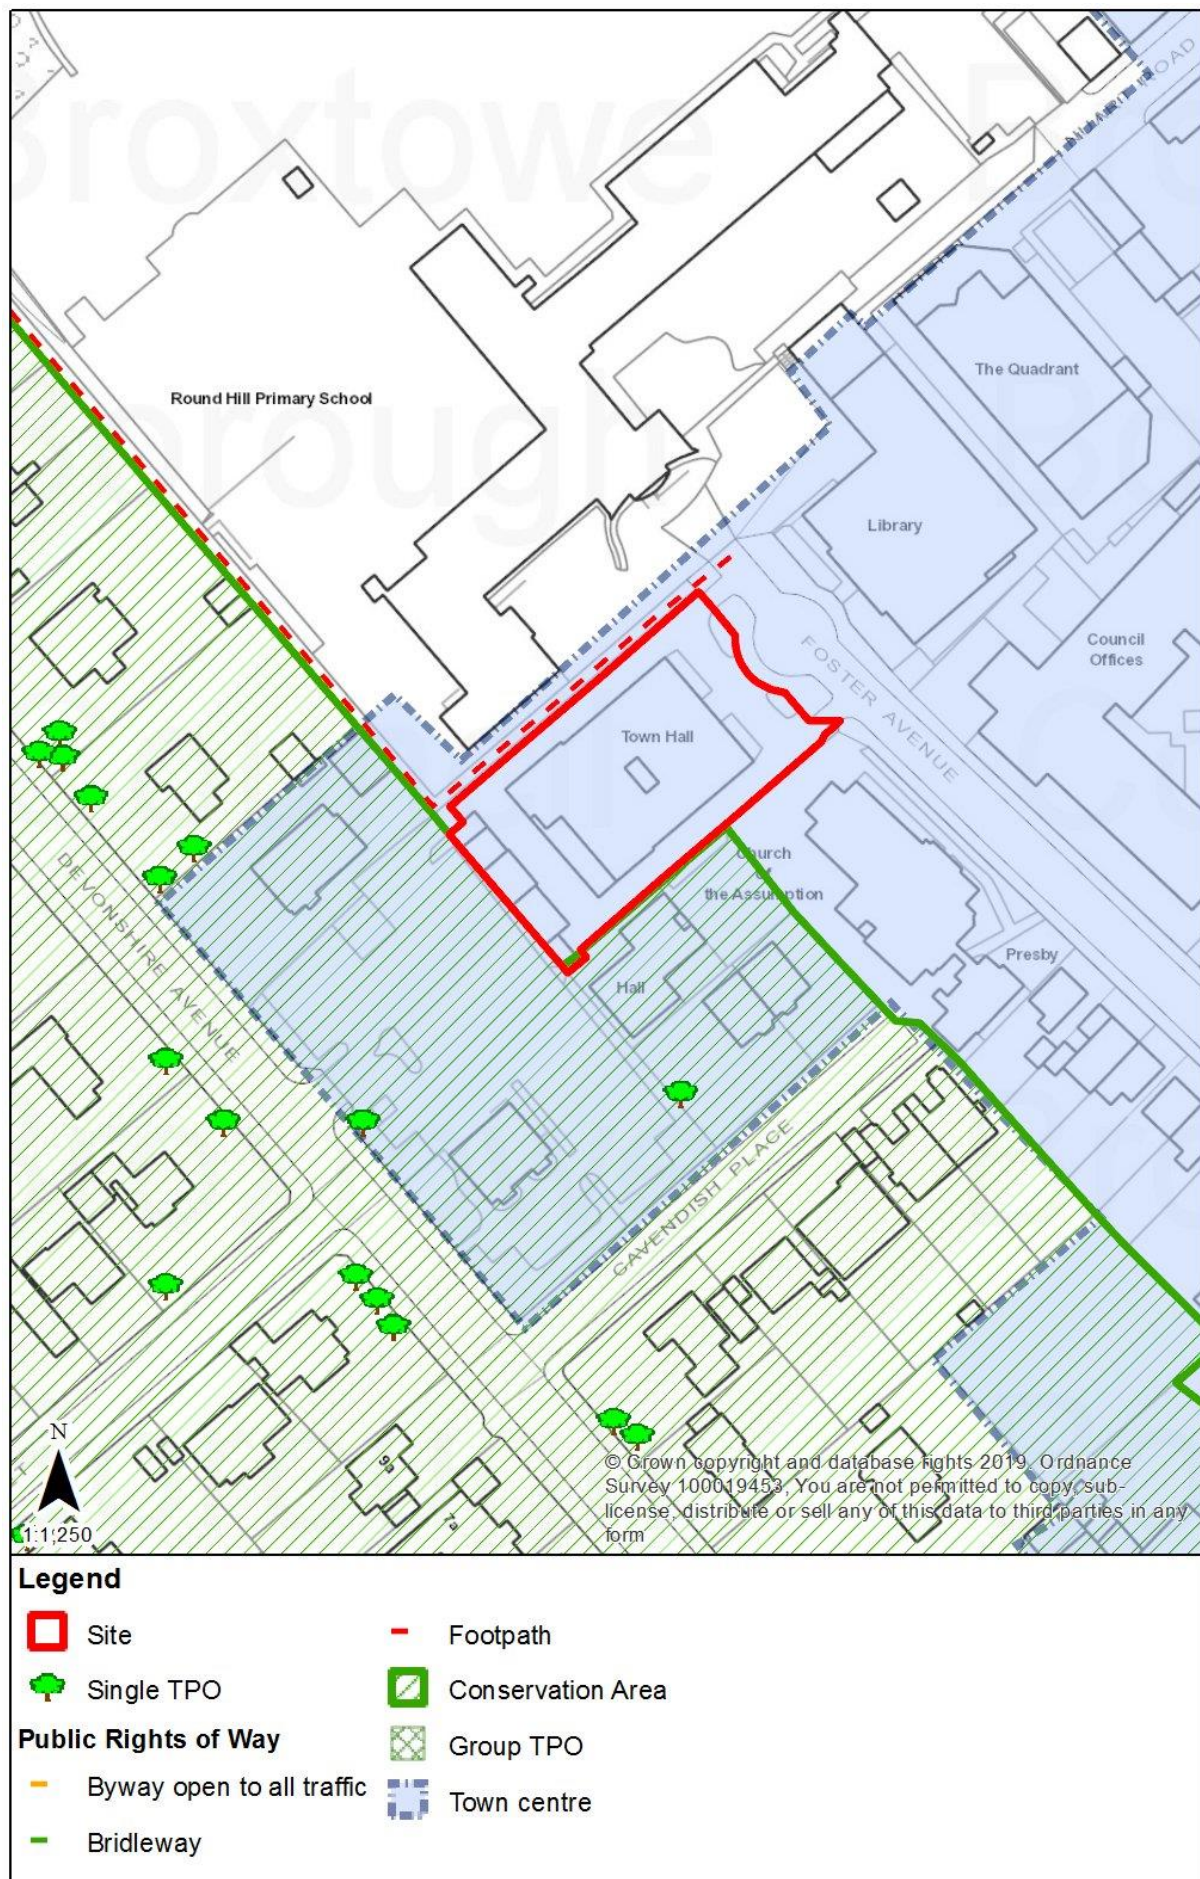 Broxtowe
Borough
ROAD
The Quadrant
Round Hill Primary School
Library
Council
Offices
FOSTER AVENUE
Town Hall
Church
of
the Assumption
DEVONSHIRE AVENUE
Presby
Hall
CAVENDISH PLACE
9a
7a
N
1:1,250
© Crown copyright and database rights 2019. Ordnance
Survey 100019453, You are not permitted to copy, sub-
license, distribute or sell any of this data to third parties in any
form
Legend
Site
Footpath
Single TPO
Conservation Area
Public Rights of Way
Group TPO
Byway open to all traffic
Town centre
Bridleway